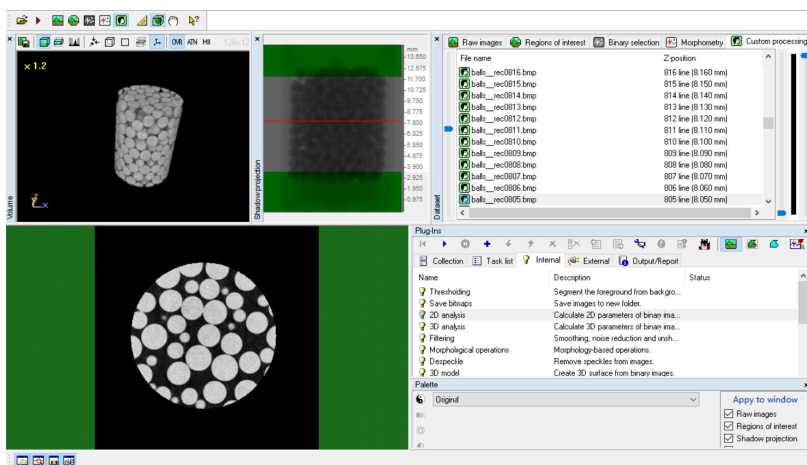 OVR ATN MII 120x12
× 1.2
Volume
Shadow projection
mm
13.650
12.675
11.700
10.725
9.750
8.775
7.800
6.825
5.850
4.875
3.900
2.925
1.950
0.975
Dataset
Raw images Regions of interest Binary selection Morphometry Custom processing
File name Z-position
balls__rec0816.bmp 816 line (8.160 mm)
balls__rec0815.bmp 815 line (8.150 mm)
balls__rec0814.bmp 814 line (8.140 mm)
balls__rec0813.bmp 813 line (8.130 mm)
balls__rec0812.bmp 812 line (8.120 mm)
balls__rec0811.bmp 811 line (8.110 mm)
balls__rec0810.bmp 810 line (8.100 mm)
balls__rec0809.bmp 809 line (8.090 mm)
balls__rec0808.bmp 808 line (8.080 mm)
balls__rec0807.bmp 807 line (8.070 mm)
balls__rec0806.bmp 806 line (8.060 mm)
balls__rec0805.bmp 805 line (8.050 mm)
Plug-Ins
Collection Task list Internal External Output/Report
Name Description Status
Thresholding Segment the foreground from backgro...
Save bitmaps Save images to new folder.
2D analysis Calculate 2D parameters of binary ima...
3D analysis Calculate 3D parameters of binary ima...
Filtering Smoothing, noise reduction and unsh...
Morphological operations Morphology-based operations.
Despeckle Remove speckles from images.
3D model Create 3D surface from binary images.
Palette
Original
Appy to window
Raw images
Regions of interest
Shadow projection